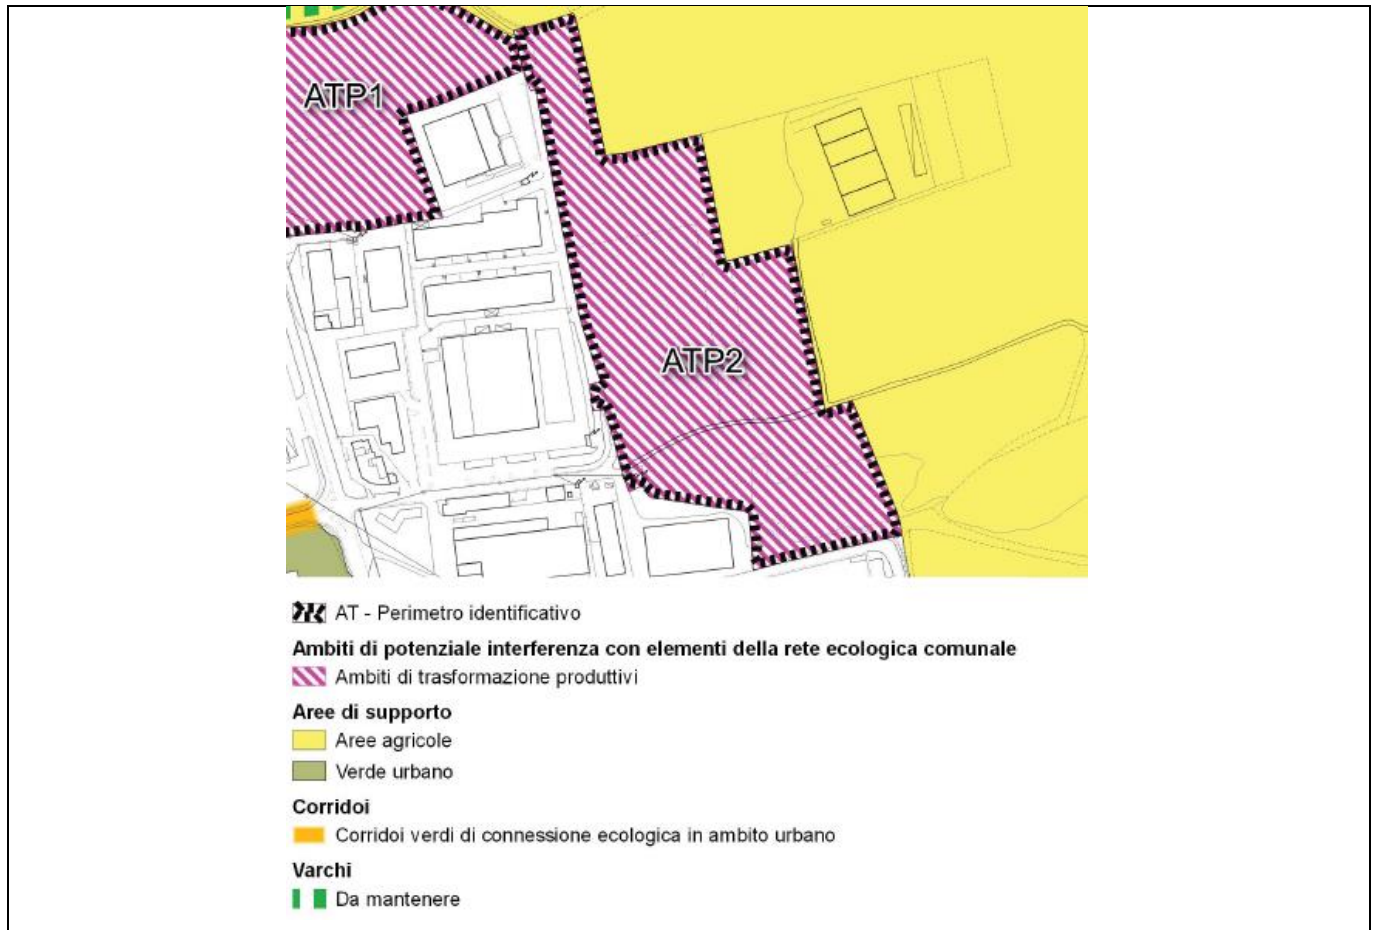 ATP1
ATP2
AT - Perimetro identificativo
Ambiti di potenziale interferenza con elementi della rete ecologica comunale
Ambiti di trasformazione produttivi
Aree di supporto
Aree agricole
Verde urbano
Corridoi
Corridoi verdi di connessione ecologica in ambito urbano
Varchi
Da mantenere